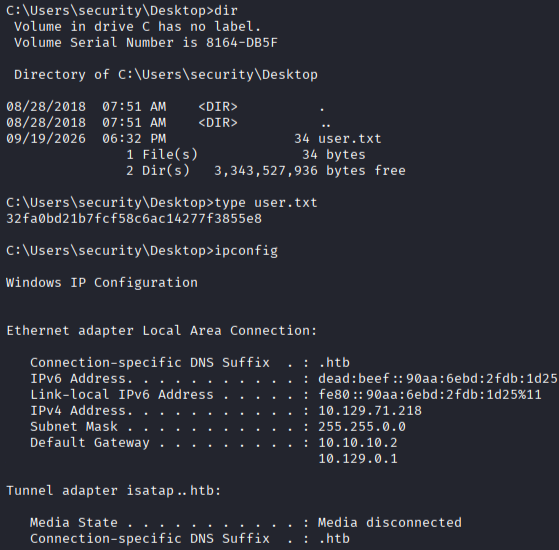 C:\Users\security\Desktop>dir
 Volume in drive C has no label.
 Volume Serial Number is 8164-DB5F

 Directory of C:\Users\security\Desktop

08/28/2018  07:51 AM    <DIR>          .
08/28/2018  07:51 AM    <DIR>          ..
09/19/2026  06:32 PM                34 user.txt
               1 File(s)             34 bytes
               2 Dir(s)   3,343,527,936 bytes free

C:\Users\security\Desktop>type user.txt
32fa0bd21b7fcf58c6ac14277f3855e8

C:\Users\security\Desktop>ipconfig

Windows IP Configuration


Ethernet adapter Local Area Connection:

   Connection-specific DNS Suffix  . : .htb
   IPv6 Address. . . . . . . . . . . : dead:beef::90aa:6ebd:2fdb:1d25
   Link-local IPv6 Address . . . . . : fe80::90aa:6ebd:2fdb:1d25%11
   IPv4 Address. . . . . . . . . . . : 10.129.71.218
   Subnet Mask . . . . . . . . . . . : 255.255.0.0
   Default Gateway . . . . . . . . . : 10.10.10.2
                                       10.129.0.1

Tunnel adapter isatap..htb:

   Media State . . . . . . . . . . . : Media disconnected
   Connection-specific DNS Suffix  . : .htb